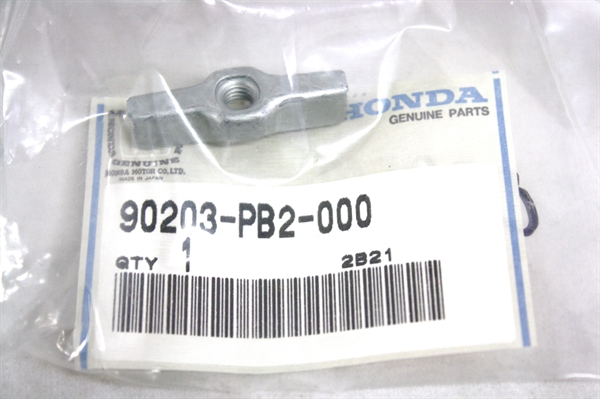 HONDA
GENUINE PARTS
GENUINE
HONDA MOTOR CO., LTD.
MADE IN JAPAN
90203-PB2-000
QTY 1 2B21